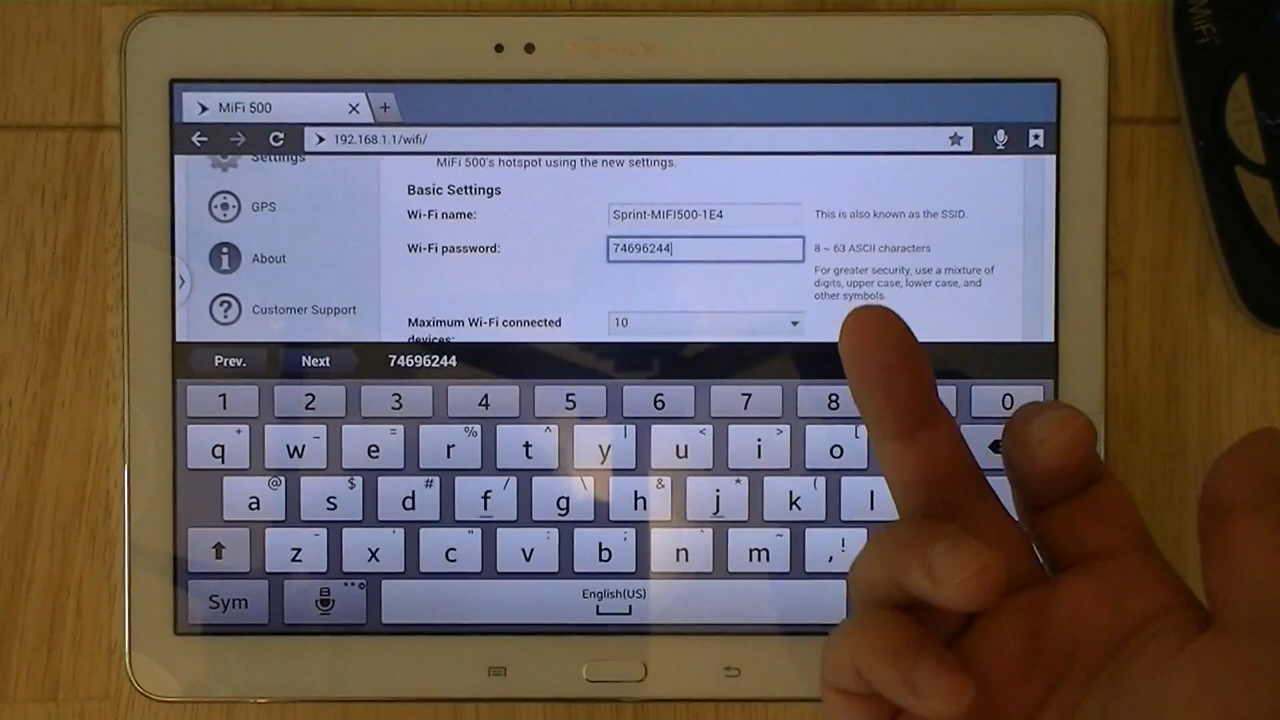 SAMSUNG
MiFi
MiFi 500
192.168.1.1/wifi/
Settings
MiFi 500's hotspot using the new settings.
GPS
About
Customer Support
Basic Settings
Wi-Fi name:
Sprint-MIFI500-1E4
This is also known as the SSID.
Wi-Fi password:
74696244
8 ~ 63 ASCII characters
For greater security, use a mixture of
digits, upper case, lower case, and
other symbols.
Maximum Wi-Fi connected
devices:
10
Prev. Next 74696244
1 2 3 4 5 6 7 8 0
q + w _ e = r % t ^ y | u < i > o [
a @ s $ d # f / g \ h & j * k ( l
z - x ' c " v : b ; n ` m ~ , !
Sym English(US)